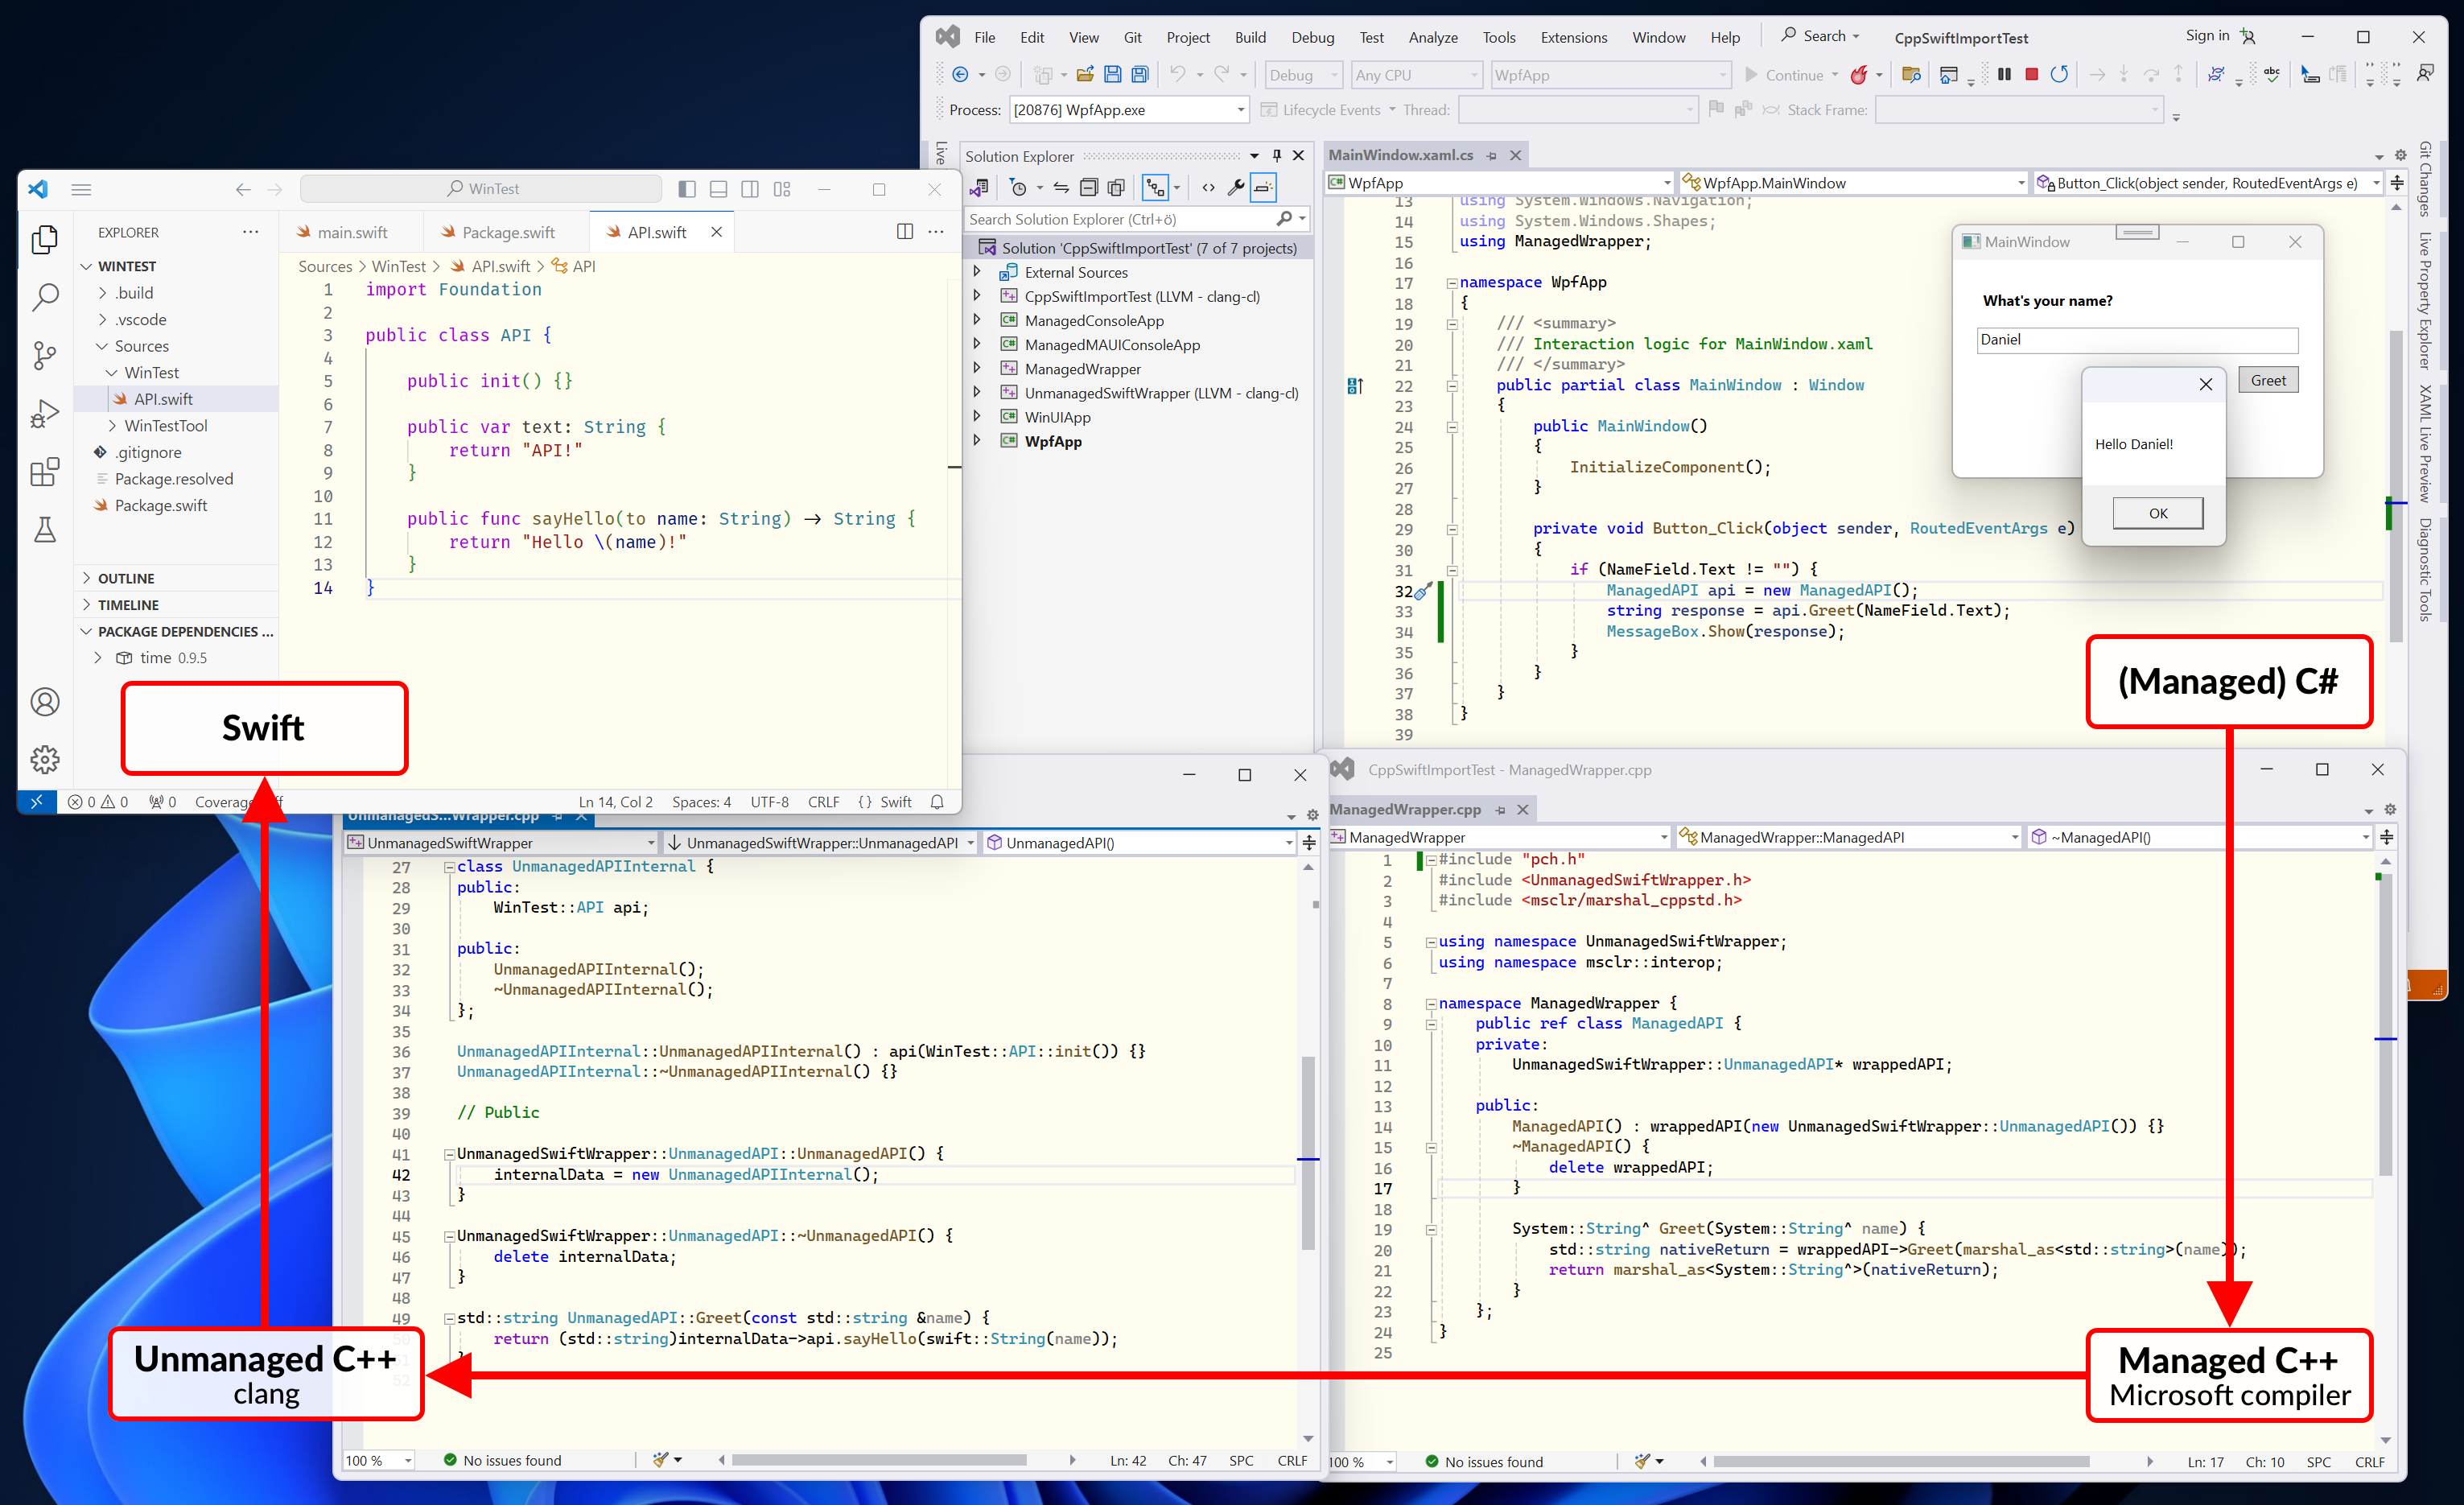 File Edit View Git Project Build Debug Test Analyze Tools Extensions Window Help Search CppSwiftImportTest Sign in
Debug Any CPU WpfApp Continue
Process: [20876] WpfApp.exe Lifecycle Events Thread: Stack Frame:
Live
Solution Explorer
Search Solution Explorer (Ctrl+ö)
Solution 'CppSwiftImportTest' (7 of 7 projects)
External Sources
CppSwiftImportTest (LLVM - clang-cl)
ManagedConsoleApp
ManagedMAUIConsoleApp
ManagedWrapper
UnmanagedSwiftWrapper (LLVM - clang-cl)
WinUIApp
WpfApp
MainWindow.xaml.cs
WpfApp WpfApp.MainWindow Button_Click(object sender, RoutedEventArgs e)
13 using System.Windows.Navigation;
14 using System.Windows.Shapes;
15 using ManagedWrapper;
16
17 namespace WpfApp
18 {
19 /// <summary>
20 /// Interaction logic for MainWindow.xaml
21 /// </summary>
22 public partial class MainWindow : Window
23 {
24 public MainWindow()
25 {
26 InitializeComponent();
27 }
28
29 private void Button_Click(object sender, RoutedEventArgs e)
30 {
31 if (NameField.Text != "") {
32 ManagedAPI api = new ManagedAPI();
33 string response = api.Greet(NameField.Text);
34 MessageBox.Show(response);
35 }
36 }
37 }
38 }
39
Git Changes
Live Property Explorer
XAML Live Preview
Diagnostic Tools
MainWindow
What's your name?
Daniel
Greet
Hello Daniel!
OK
(Managed) C#
WinTest
EXPLORER
WINTEST
.build
.vscode
Sources
WinTest
API.swift
WinTestTool
.gitignore
Package.resolved
Package.swift
OUTLINE
TIMELINE
PACKAGE DEPENDENCIES ...
time 0.9.5
main.swift Package.swift API.swift
Sources > WinTest > API.swift > API
1 import Foundation
2
3 public class API {
4
5 public init() {}
6
7 public var text: String {
8 return "API!"
9 }
10
11 public func sayHello(to name: String) → String {
12 return "Hello \(name)!"
13 }
14 }
Swift
0 0 0 Ln 14, Col 2 Spaces: 4 UTF-8 CRLF {} Swift
UnmanagedS...Wrapper.cpp
UnmanagedSwiftWrapper UnmanagedSwiftWrapper::UnmanagedAPI UnmanagedAPI()
27 class UnmanagedAPIInternal {
28 public:
29 WinTest::API api;
30
31 public:
32 UnmanagedAPIInternal();
33 ~UnmanagedAPIInternal();
34 };
35
36 UnmanagedAPIInternal::UnmanagedAPIInternal() : api(WinTest::API::init()) {}
37 UnmanagedAPIInternal::~UnmanagedAPIInternal() {}
38
39 // Public
40
41 UnmanagedSwiftWrapper::UnmanagedAPI::UnmanagedAPI() {
42 internalData = new UnmanagedAPIInternal();
43 }
44
45 UnmanagedSwiftWrapper::UnmanagedAPI::~UnmanagedAPI() {
46 delete internalData;
47 }
48
49 std::string UnmanagedAPI::Greet(const std::string &name) {
50 return (std::string)internalData->api.sayHello(swift::String(name));
51 }
52
Unmanaged C++
clang
100 % No issues found Ln: 42 Ch: 47 SPC CRLF
CppSwiftImportTest - ManagedWrapper.cpp
ManagedWrapper.cpp
ManagedWrapper ManagedWrapper::ManagedAPI ~ManagedAPI()
1 #include "pch.h"
2 #include <UnmanagedSwiftWrapper.h>
3 #include <msclr/marshal_cppstd.h>
4
5 using namespace UnmanagedSwiftWrapper;
6 using namespace msclr::interop;
7
8 namespace ManagedWrapper {
9 public ref class ManagedAPI {
10 private:
11 UnmanagedSwiftWrapper::UnmanagedAPI* wrappedAPI;
12
13 public:
14 ManagedAPI() : wrappedAPI(new UnmanagedSwiftWrapper::UnmanagedAPI()) {}
15 ~ManagedAPI() {
16 delete wrappedAPI;
17 }
18
19 System::String^ Greet(System::String^ name) {
20 std::string nativeReturn = wrappedAPI->Greet(marshal_as<std::string>(name));
21 return marshal_as<System::String^>(nativeReturn);
22 }
23 };
24 }
25
Managed C++
Microsoft compiler
100 % No issues found Ln: 17 Ch: 10 SPC CRLF